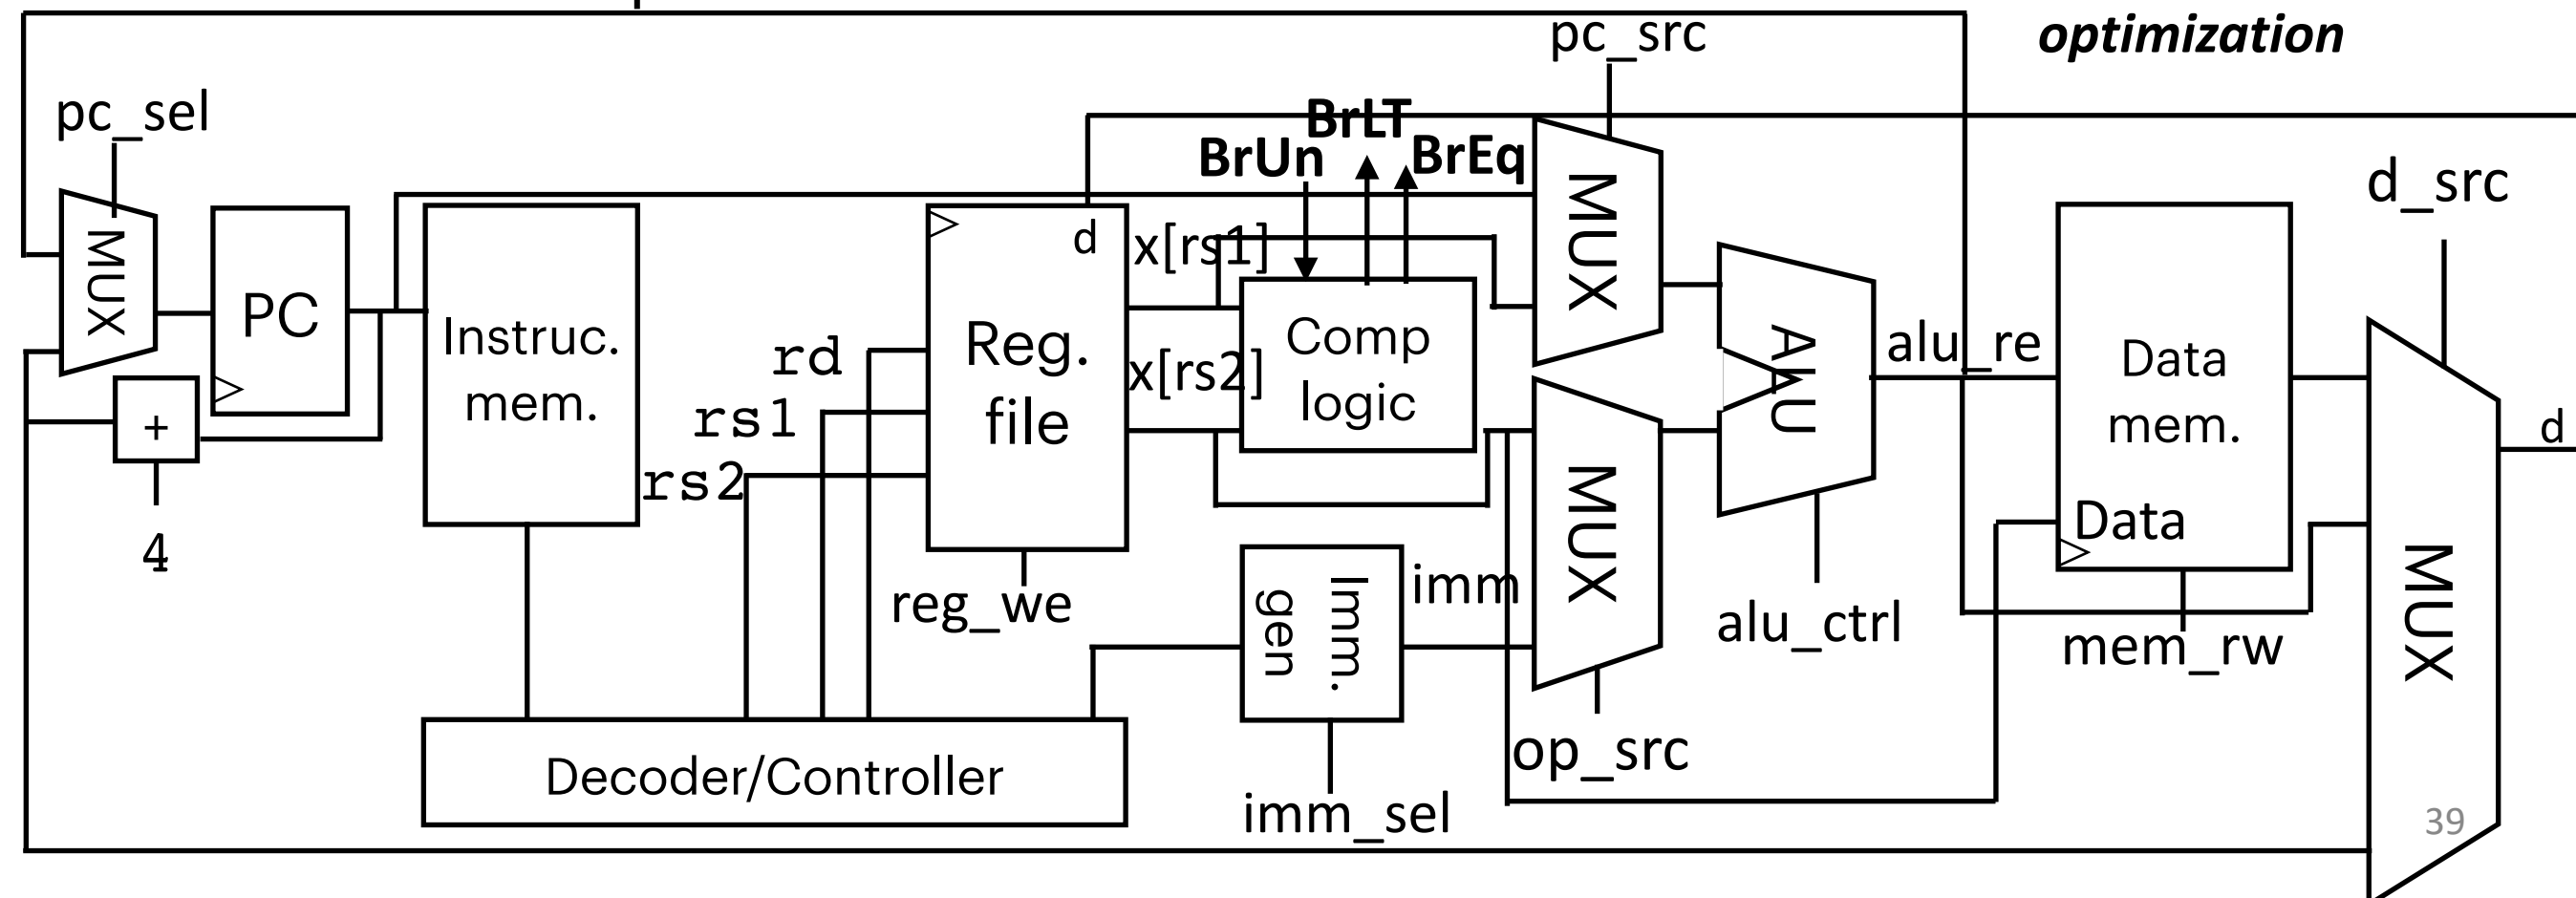 optimization
pc_src
pc_sel
BrLT
BrUn
BrEq
d_src
MUX
PC
Instruc.
mem.
rd
rs1
rs2
d
Reg.
file
x[rs1]
x[rs2]
Comp
logic
MUX
ALU
alu_re
Data
mem.
Data
d
+
4
reg_we
Imm.
gen
imm
MUX
alu_ctrl
mem_rw
MUX
Decoder/Controller
imm_sel
op_src
39